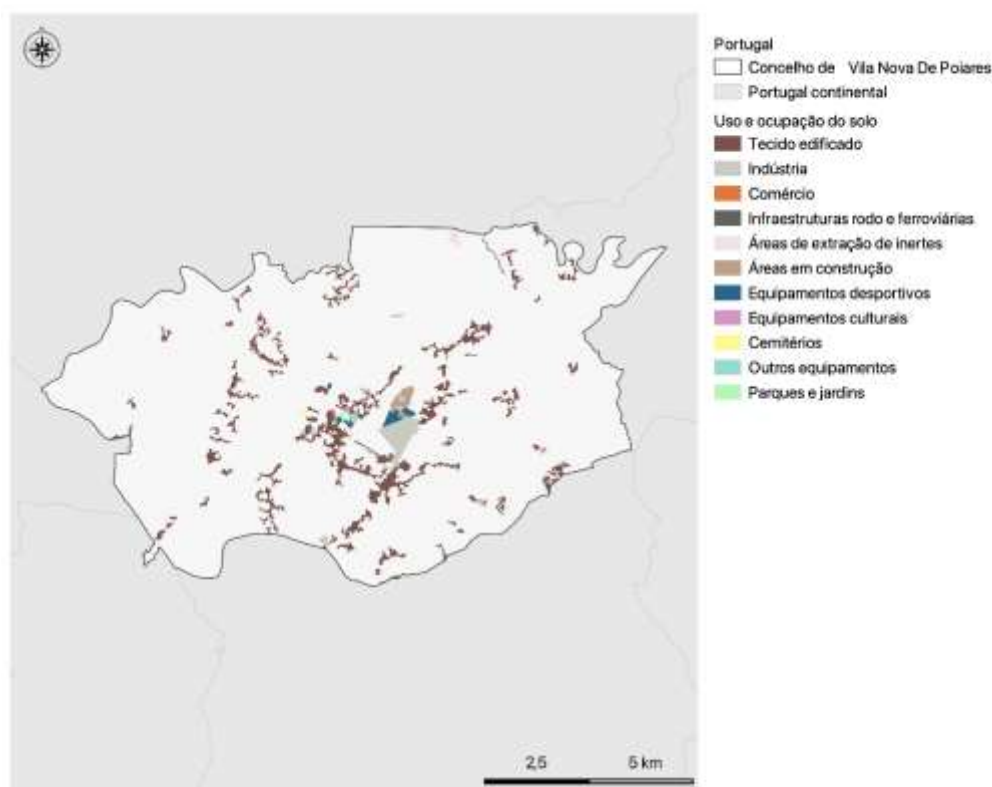 Portugal
Concelho de Vila Nova De Poiares
Portugal continental
Uso e ocupação do solo
Tecido edificado
Indústria
Comércio
Infraestruturas rodo e ferroviárias
Áreas de extração de inertes
Áreas em construção
Equipamentos desportivos
Equipamentos culturais
Cemitérios
Outros equipamentos
Parques e jardins
2,5 5 km